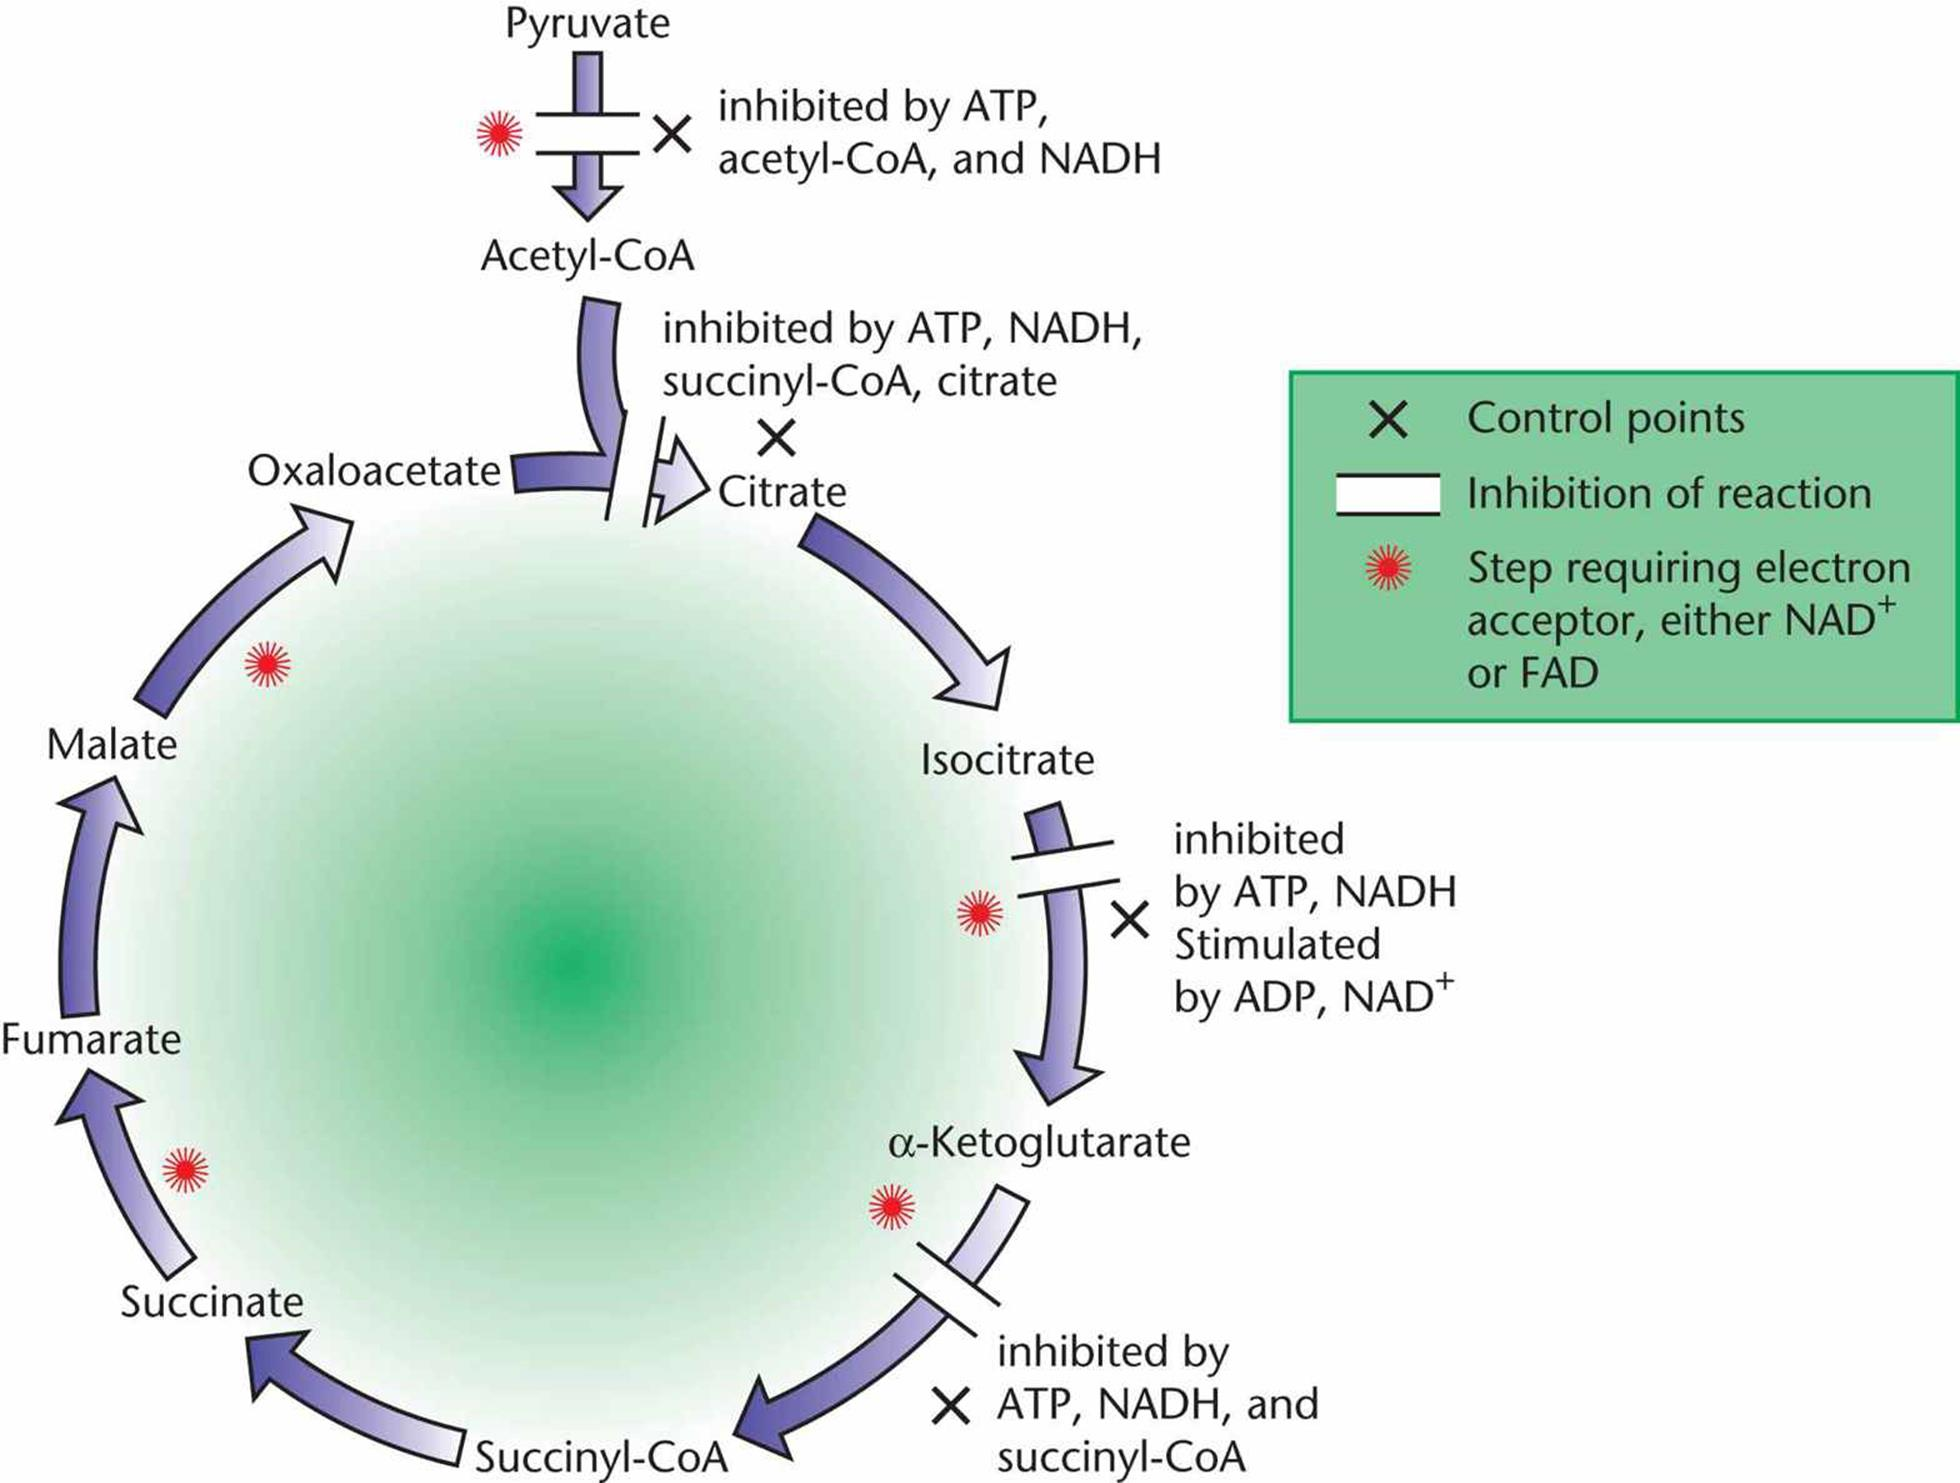 Pyruvate
inhibited by ATP,
acetyl-CoA, and NADH
Acetyl-CoA
inhibited by ATP, NADH,
succinyl-CoA, citrate
Oxaloacetate
Citrate
Control points
Inhibition of reaction
Step requiring electron
acceptor, either NAD⁺
or FAD
Malate
Isocitrate
inhibited
by ATP, NADH
Stimulated
by ADP, NAD⁺
Fumarate
α-Ketoglutarate
Succinate
inhibited by
ATP, NADH, and
succinyl-CoA
Succinyl-CoA